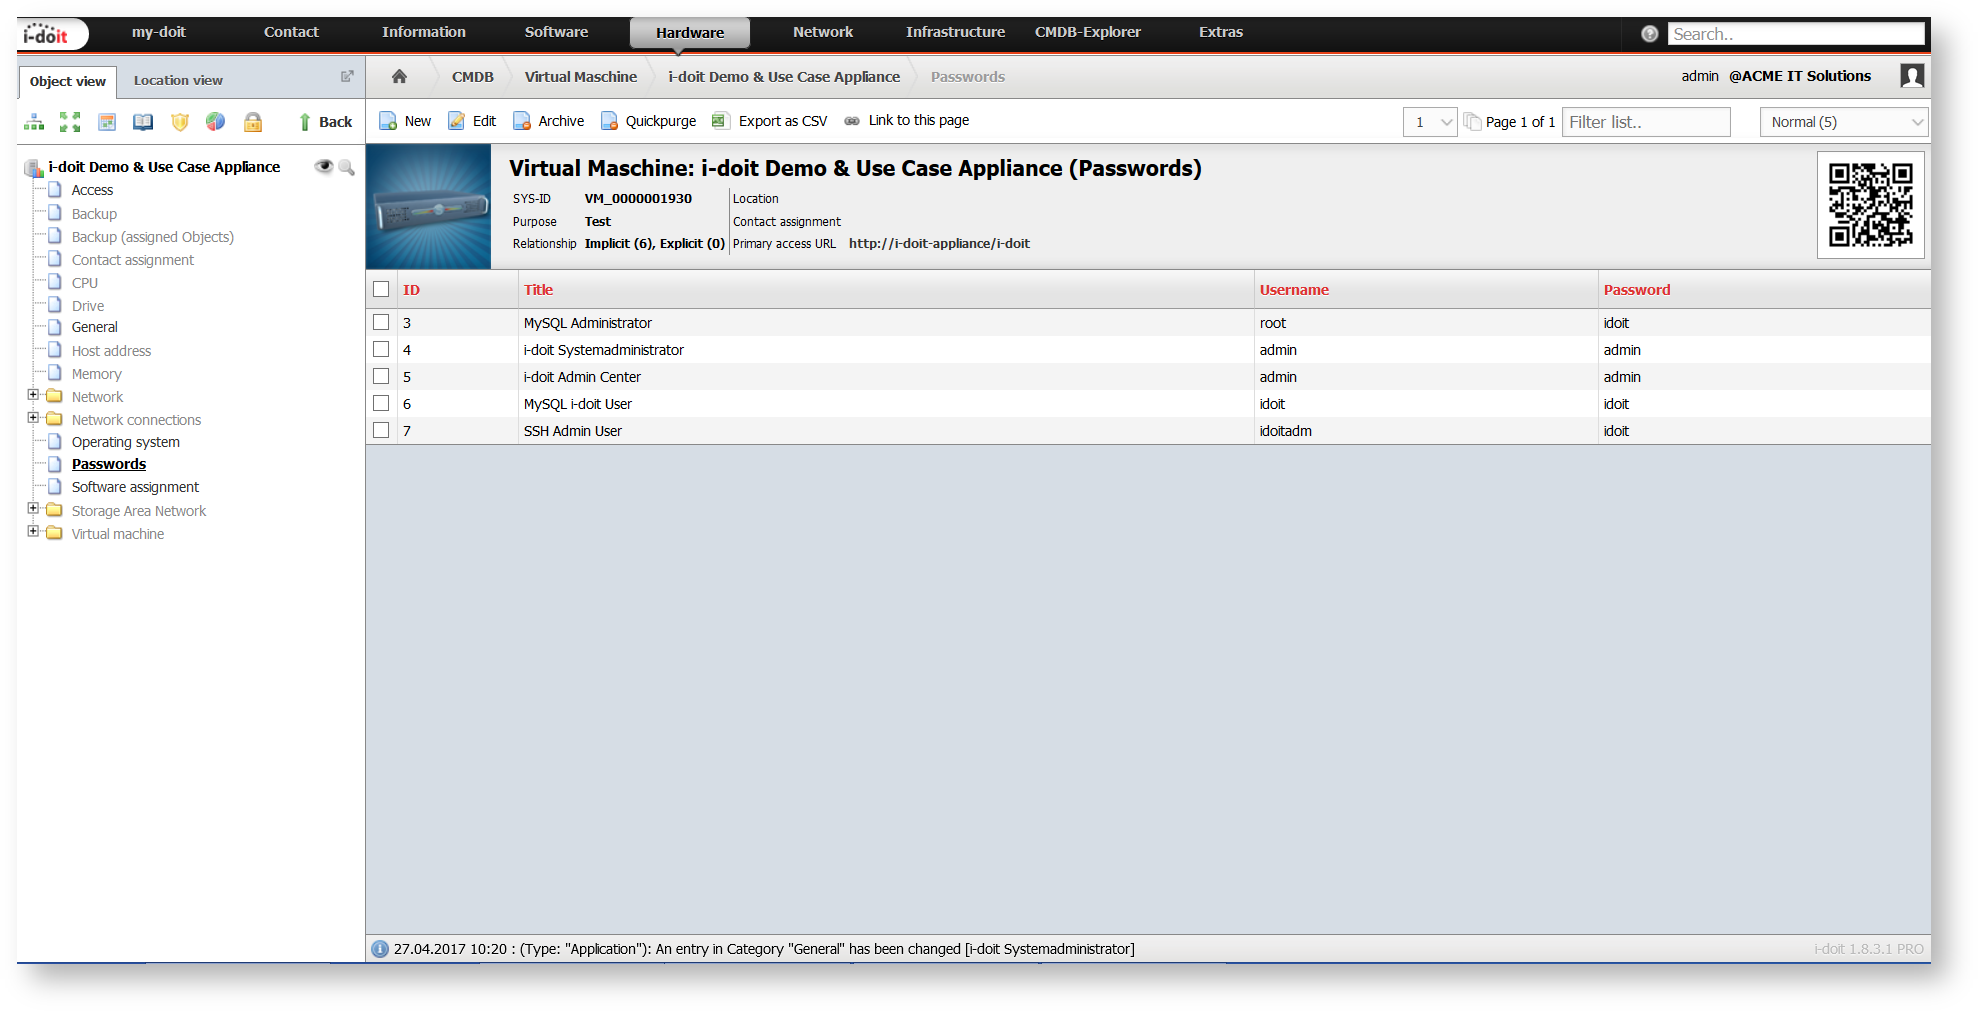 i-doit my-doit Contact Information Software Hardware Network Infrastructure CMDB-Explorer Extras Search..
Object view Location view CMDB Virtual Maschine i-doit Demo & Use Case Appliance Passwords admin @ACME IT Solutions
Back New Edit Archive Quickpurge Export as CSV Link to this page 1 Page 1 of 1 Filter list.. Normal (5)
i-doit Demo & Use Case Appliance
Access
Backup
Backup (assigned Objects)
Contact assignment
CPU
Drive
General
Host address
Memory
Network
Network connections
Operating system
Passwords
Software assignment
Storage Area Network
Virtual machine
Virtual Maschine: i-doit Demo & Use Case Appliance (Passwords)
SYS-ID VM_0000001930 Location
Purpose Test Contact assignment
Relationship Implicit (6), Explicit (0) Primary access URL http://i-doit-appliance/i-doit
ID Title Username Password
3 MySQL Administrator root idoit
4 i-doit Systemadministrator admin admin
5 i-doit Admin Center admin admin
6 MySQL i-doit User idoit idoit
7 SSH Admin User idoitadm idoit
27.04.2017 10:20 : (Type: "Application"): An entry in Category "General" has been changed [i-doit Systemadministrator] i-doit 1.8.3.1 PRO